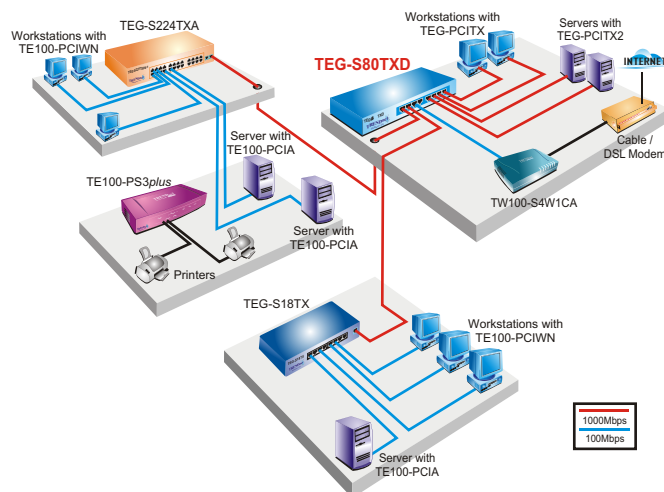 TEG-S224TXA
Workstations with
TE100-PCIWN
Workstations with
TEG-PCITX
Servers with
TEG-PCITX2
TEG-S80TXD
INTERNET
Cable /
DSL Modem
TW100-S4W1CA
Server with
TE100-PCIA
TE100-PS3plus
Server with
TE100-PCIA
Printers
TEG-S18TX
Workstations with
TE100-PCIWN
Server with
TE100-PCIA
1000Mbps
100Mbps